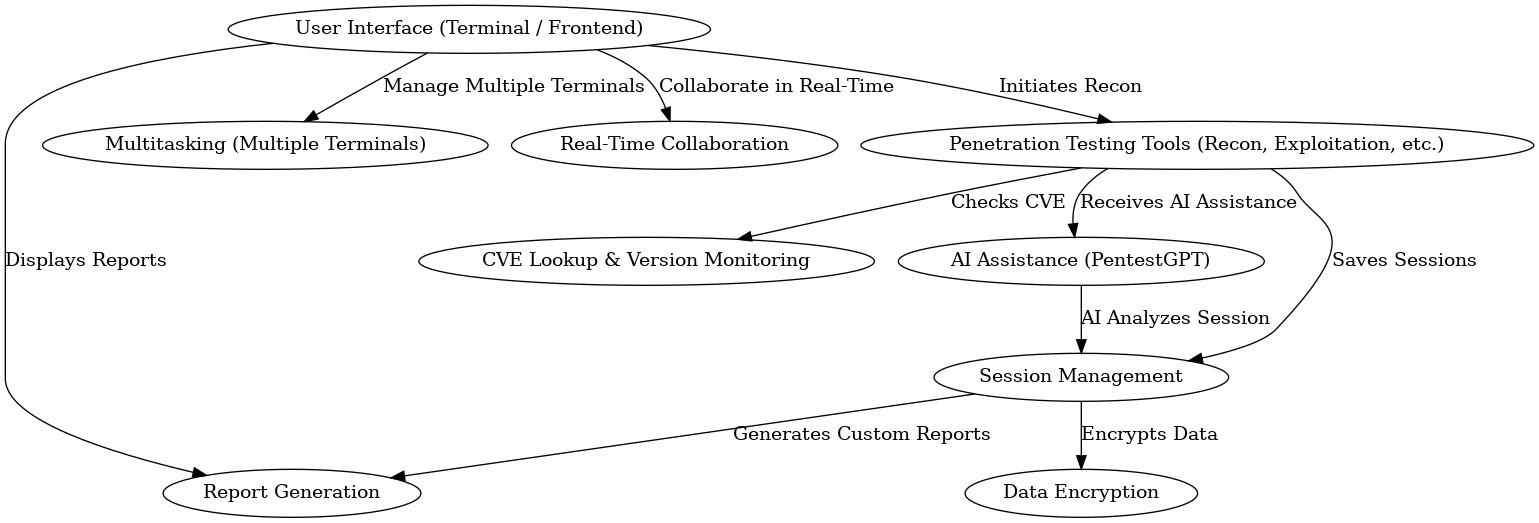 User Interface (Terminal / Frontend)
Manage Multiple Terminals
Collaborate in Real-Time
Initiates Recon
Multitasking (Multiple Terminals)
Real-Time Collaboration
Penetration Testing Tools (Recon, Exploitation, etc.)
Checks CVE
Receives AI Assistance
Displays Reports
CVE Lookup & Version Monitoring
AI Assistance (PentestGPT)
Saves Sessions
AI Analyzes Session
Session Management
Generates Custom Reports
Encrypts Data
Report Generation
Data Encryption